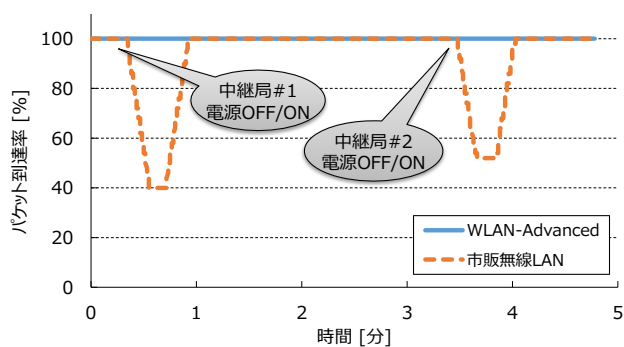 パケット到達率 [%]
100
80
60
40
20
0
中継局#1
電源OFF/ON
中継局#2
電源OFF/ON
WLAN-Advanced
市販無線LAN
0 1 2 3 4 5
時間 [分]